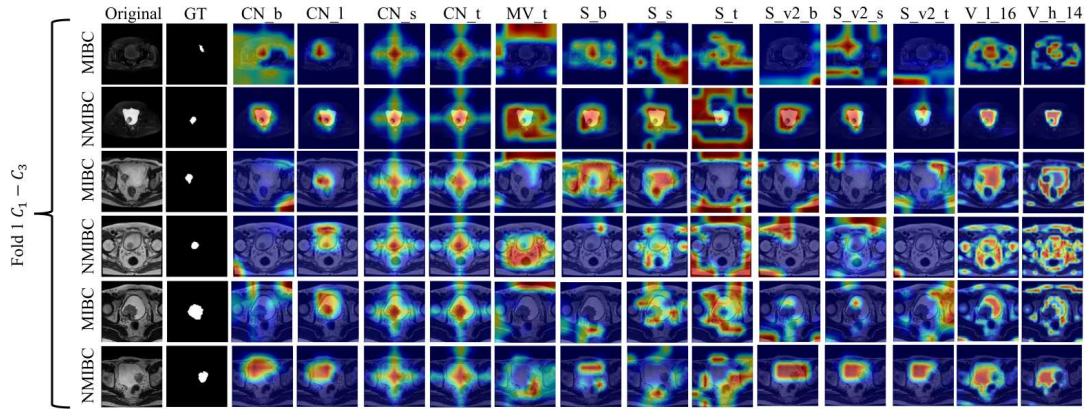 Original GT CN_b CN_l CN_s CN_t MV_t S_b S_s S_t S_v2_b S_v2_s S_v2_t V_l_16 V_h_14
MIBC
NMIBC
MIBC
NMIBC
MIBC
NMIBC
Fold 1 𝒞₁ − 𝒞₃